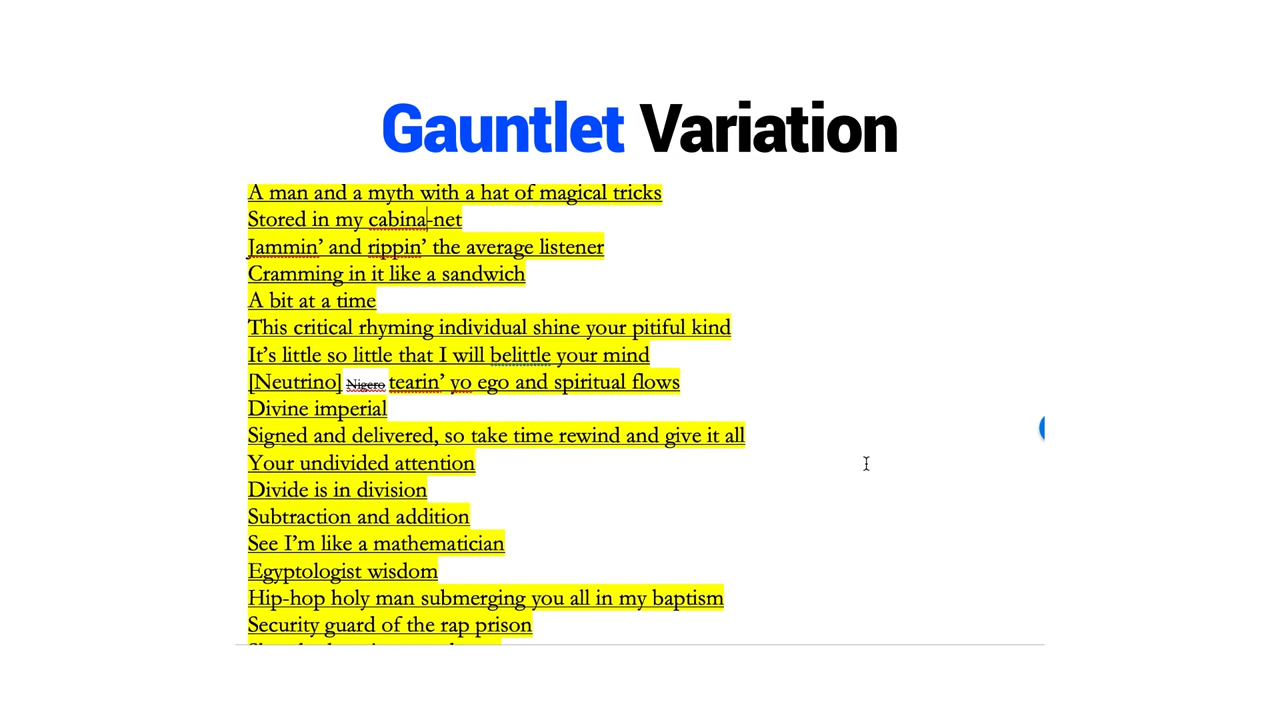 Gauntlet Variation
A man and a myth with a hat of magical tricks
Stored in my cabina-net
Jammin’ and rippin’ the average listener
Cramming in it like a sandwich
A bit at a time
This critical rhyming individual shine your pitiful kind
It’s little so little that I will belittle your mind
[Neutrino] Nigero tearin’ yo ego and spiritual flows
Divine imperial
Signed and delivered, so take time rewind and give it all
Your undivided attention
Divide is in division
Subtraction and addition
See I’m like a mathematician
Egyptologist wisdom
Hip-hop holy man submerging you all in my baptism
Security guard of the rap prison